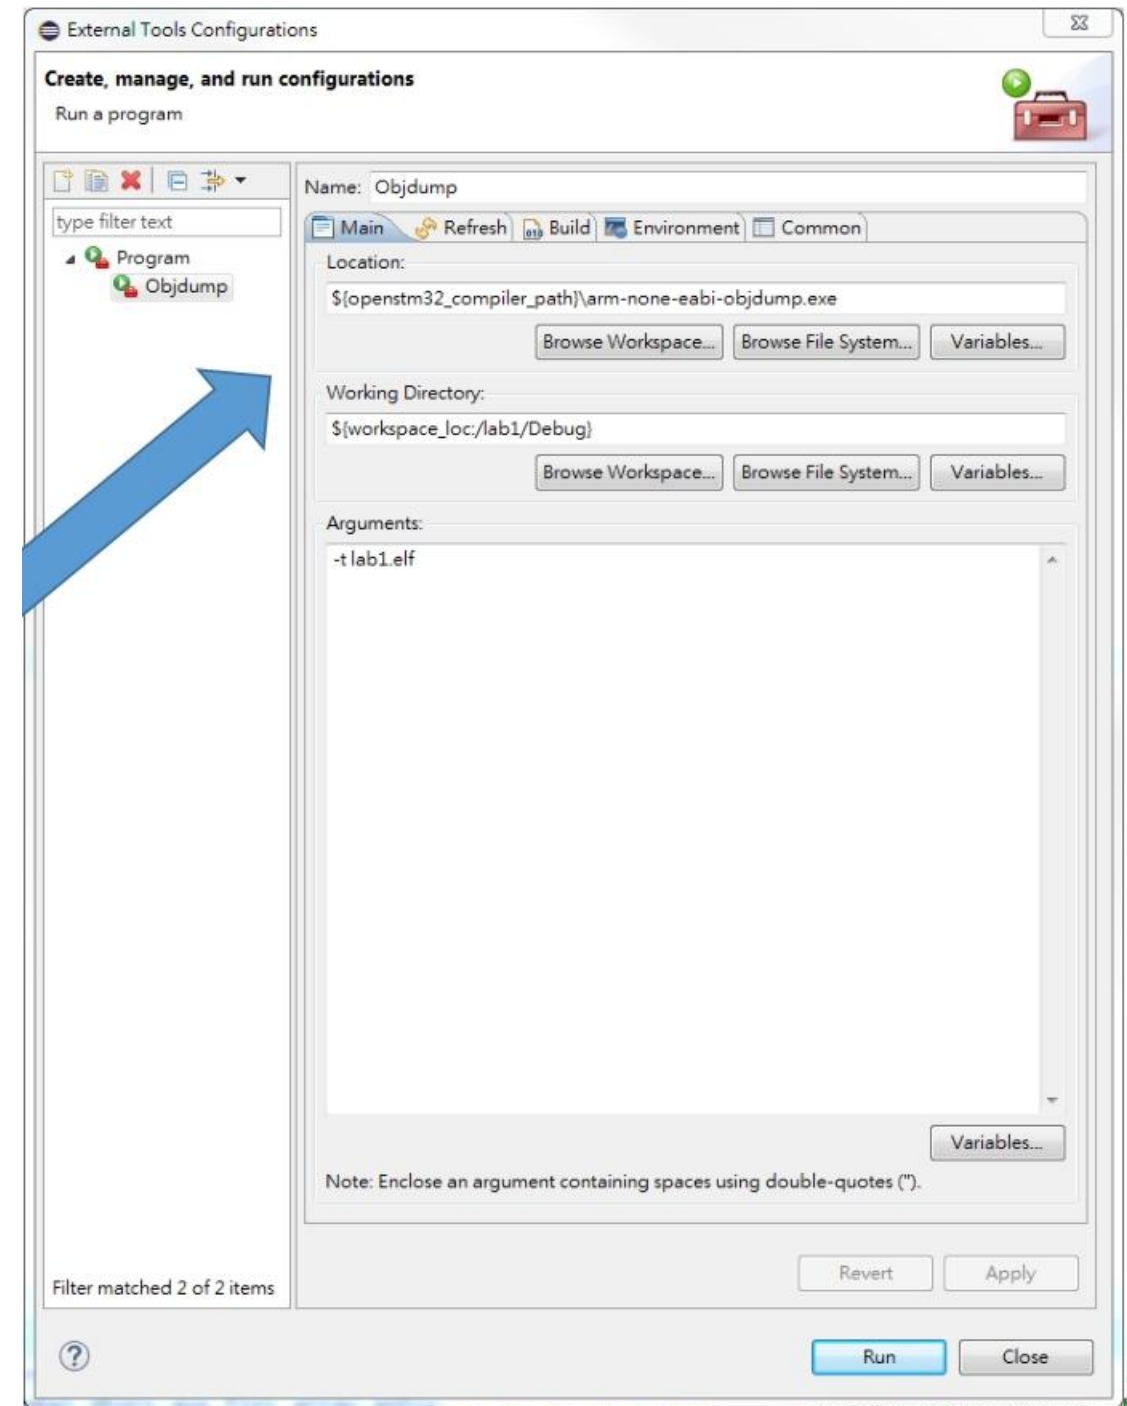 External Tools Configurations
Create, manage, and run configurations
Run a program
type filter text
Program
Objdump
Filter matched 2 of 2 items
Name: Objdump
Main Refresh Build Environment Common
Location:
${openstm32_compiler_path}\arm-none-eabi-objdump.exe
Browse Workspace... Browse File System... Variables...
Working Directory:
${workspace_loc:/lab1/Debug}
Browse Workspace... Browse File System... Variables...
Arguments:
-t lab1.elf
Variables...
Note: Enclose an argument containing spaces using double-quotes (").
Revert Apply
Run Close